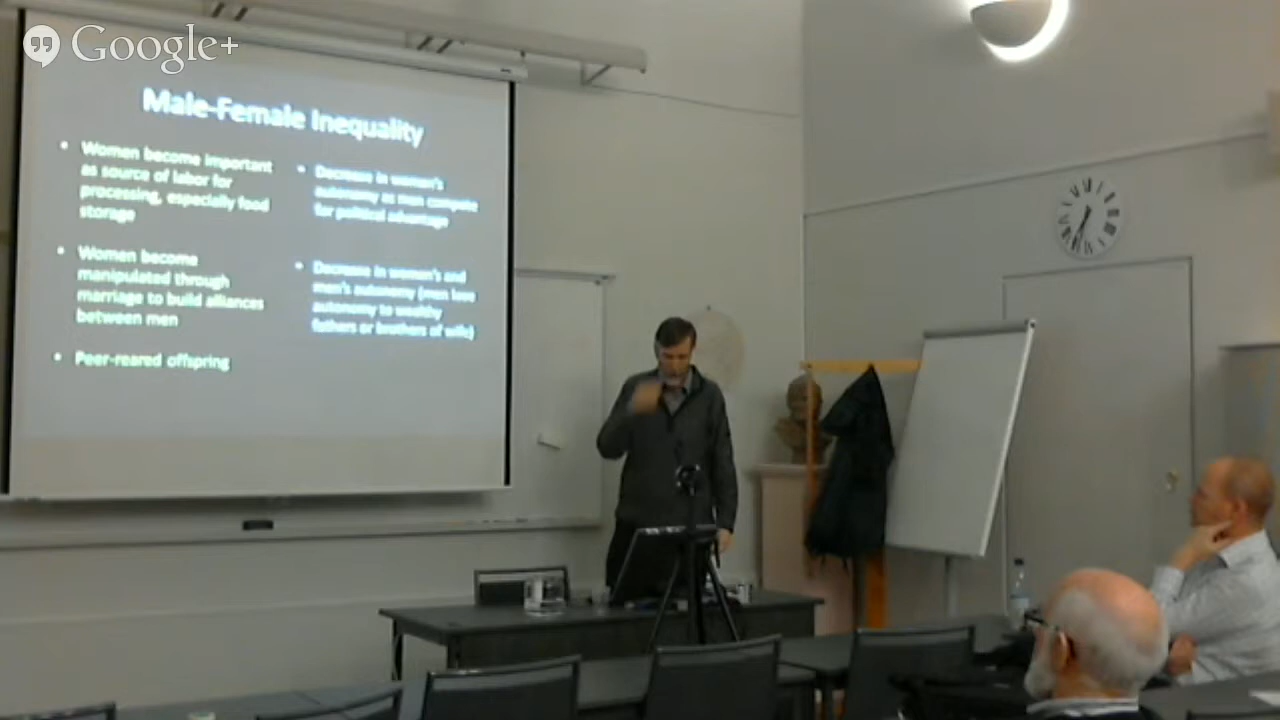 Google+
Male-Female Inequality
• Women become important
as source of labor for
processing, especially food
storage
• Women become
manipulated through
marriage to build alliances
between men
• Peer-reared offspring
• Decrease in women's
autonomy as men compete
for political advantage
• Decrease in women's and
men's autonomy (men lose
autonomy to wealthy
fathers or brothers of wife)